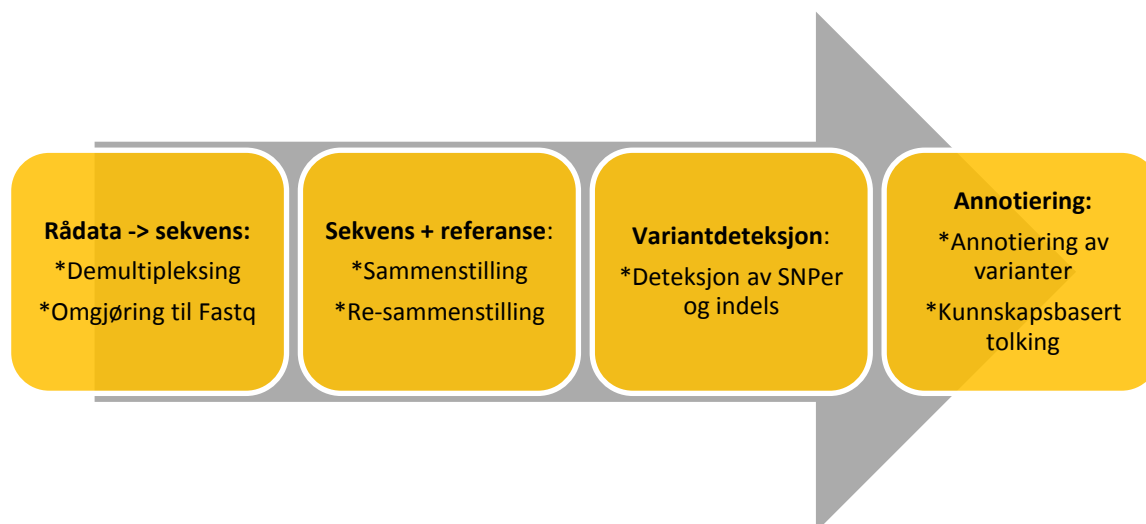 Rådata -> sekvens:
*Demultipleksing
*Omgjøring til Fastq
Sekvens + referanse:
*Sammenstilling
*Re-sammenstilling
Variantdeteksjon:
*Deteksjon av SNPer
og indels
Annotiering:
*Annotiering av
varianter
*Kunnskapsbasert
tolking